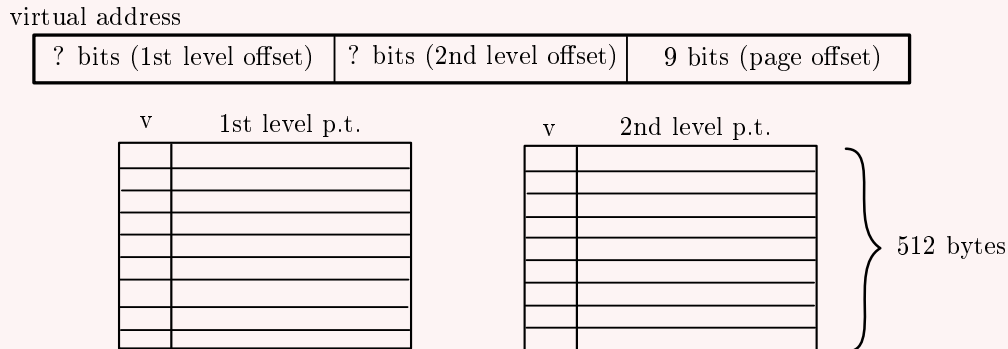 virtual address
? bits (1st level offset) ? bits (2nd level offset) 9 bits (page offset)
v 1st level p.t. v 2nd level p.t.
512 bytes